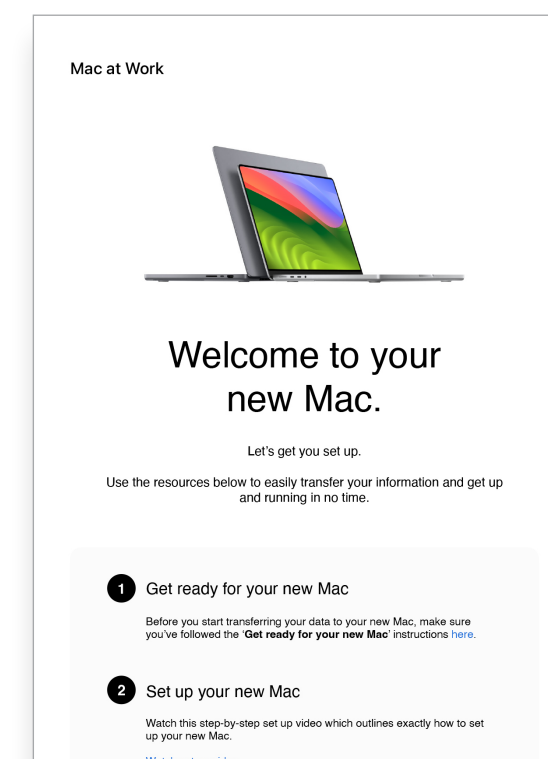 Mac at Work
Welcome to your
new Mac.
Let’s get you set up.
Use the resources below to easily transfer your information and get up
and running in no time.
1 Get ready for your new Mac
Before you start transferring your data to your new Mac, make sure
you’ve followed the ‘Get ready for your new Mac’ instructions here.
2 Set up your new Mac
Watch this step-by-step set up video which outlines exactly how to set
up your new Mac.